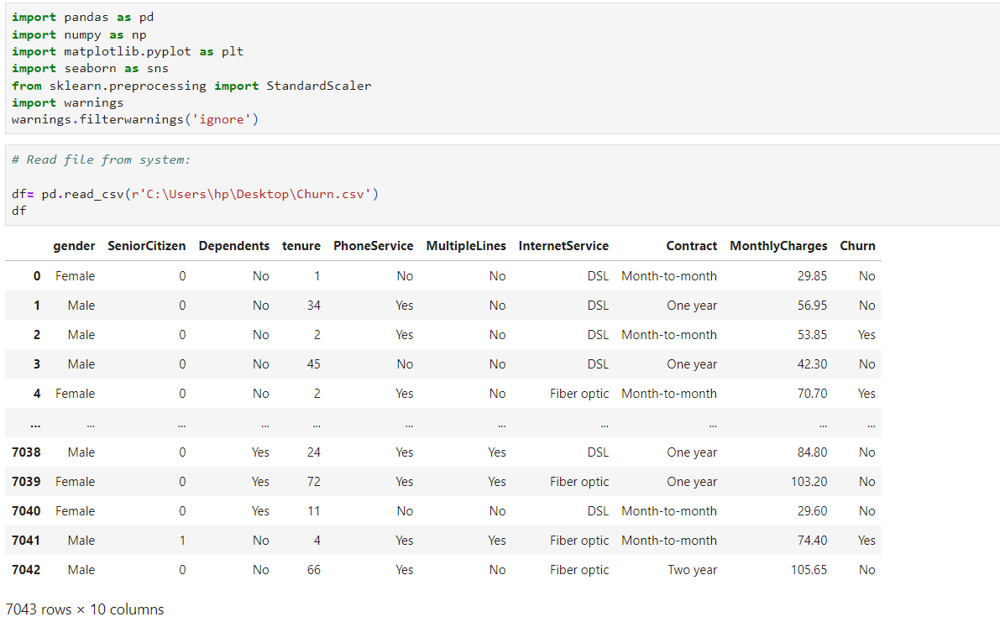 import pandas as pd
import numpy as np
import matplotlib.pyplot as plt
import seaborn as sns
from sklearn.preprocessing import StandardScaler
import warnings
warnings.filterwarnings('ignore')
# Read file from system:
df= pd.read_csv(r'C:\Users\hp\Desktop\Churn.csv')
df
gender SeniorCitizen Dependents tenure PhoneService MultipleLines InternetService Contract MonthlyCharges Churn
0 Female 0 No 1 No No DSL Month-to-month 29.85 No
1 Male 0 No 34 Yes No DSL One year 56.95 No
2 Male 0 No 2 Yes No DSL Month-to-month 53.85 Yes
3 Male 0 No 45 No No DSL One year 42.30 No
4 Female 0 No 2 Yes No Fiber optic Month-to-month 70.70 Yes
... ... ... ... ... ... ... ... ... ... ...
7038 Male 0 Yes 24 Yes Yes DSL One year 84.80 No
7039 Female 0 Yes 72 Yes Yes Fiber optic One year 103.20 No
7040 Female 0 Yes 11 No No DSL Month-to-month 29.60 No
7041 Male 1 No 4 Yes Yes Fiber optic Month-to-month 74.40 Yes
7042 Male 0 No 66 Yes No Fiber optic Two year 105.65 No
7043 rows × 10 columns